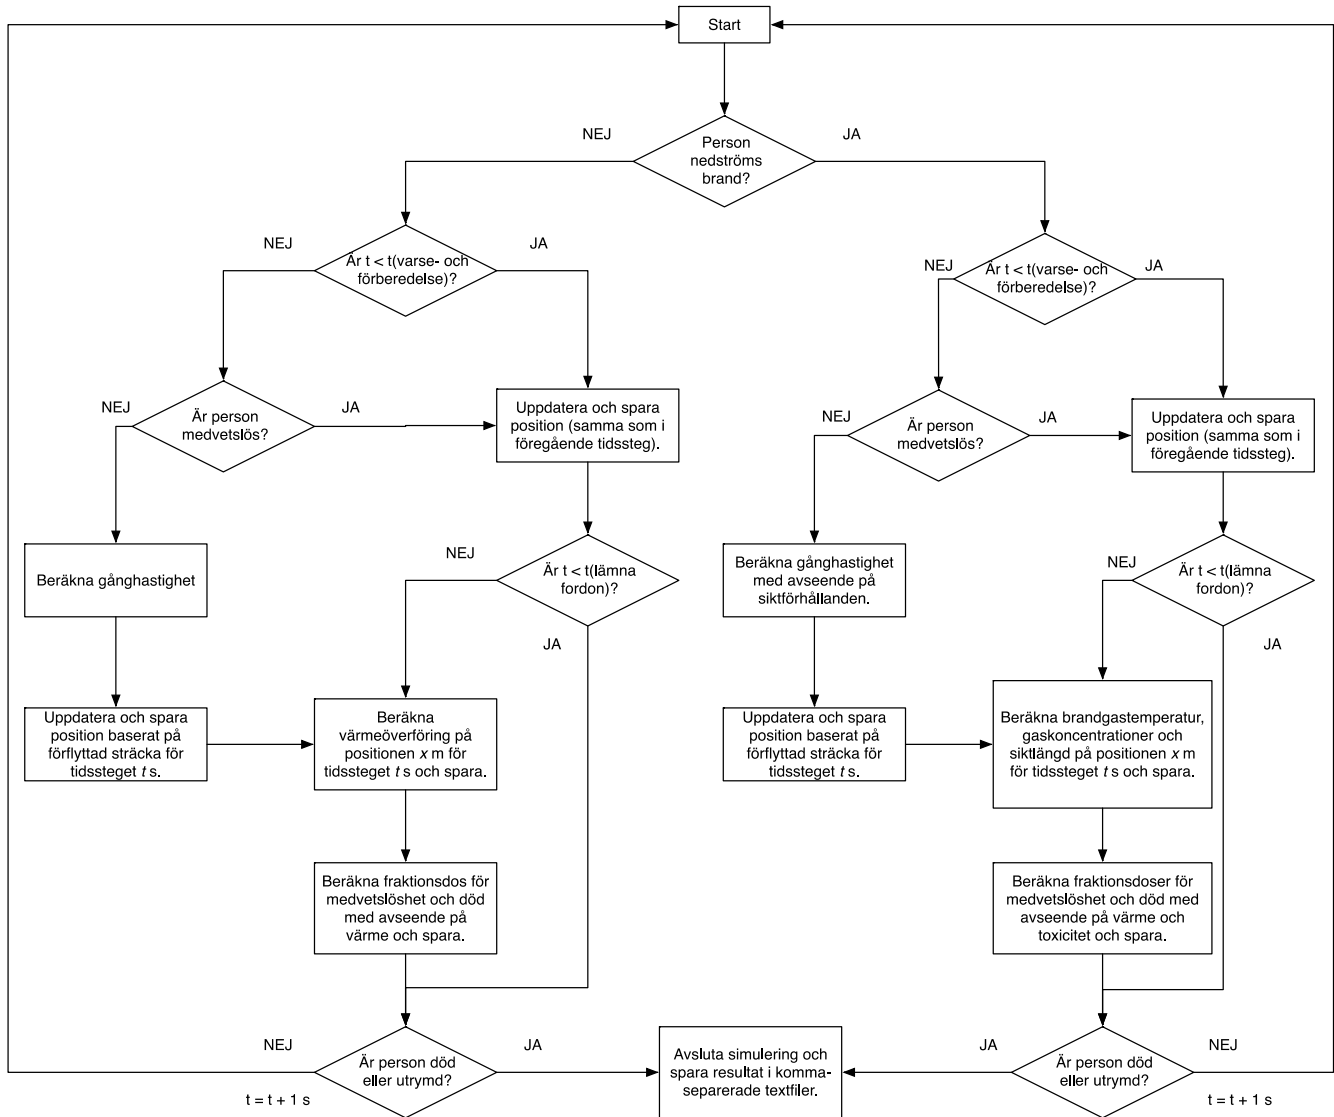 Start
NEJ
JA
Person
nedströms
brand?
NEJ
JA
Är t < t(varse- och
förberedelse)?
NEJ
JA
Är t < t(varse- och
förberedelse)?
NEJ
JA
Är person
medvetslös?
Uppdatera och spara
position (samma som i
föregående tidssteg).
NEJ
JA
Är person
medvetslös?
Uppdatera och spara
position (samma som i
föregående tidssteg).
Beräkna gånghastighet
NEJ
Är t < t(lämna
fordon)?
JA
Beräkna gånghastighet
med avseende på
siktförhållanden.
NEJ
Är t < t(lämna
fordon)?
JA
Uppdatera och spara
position baserat på
förflyttad sträcka för
tidssteget t s.
Beräkna
värmeöverföring på
positionen x m för
tidssteget t s och spara.
Uppdatera och spara
position baserat på
förflyttad sträcka för
tidssteget t s.
Beräkna brandgastemperatur,
gaskoncentrationer och
siktlängd på positionen x m
för tidssteget t s och spara.
Beräkna fraktionsdos för
medvetslöshet och död
med avseende på
värme och spara.
Beräkna fraktionsdoser för
medvetslöshet och död med
avseende på värme och
toxicitet och spara.
NEJ
JA
Är person död
eller utrymd?
t = t + 1 s
Avsluta simulering och
spara resultat i komma-
separerade textfiler.
JA
NEJ
Är person död
eller utrymd?
t = t + 1 s